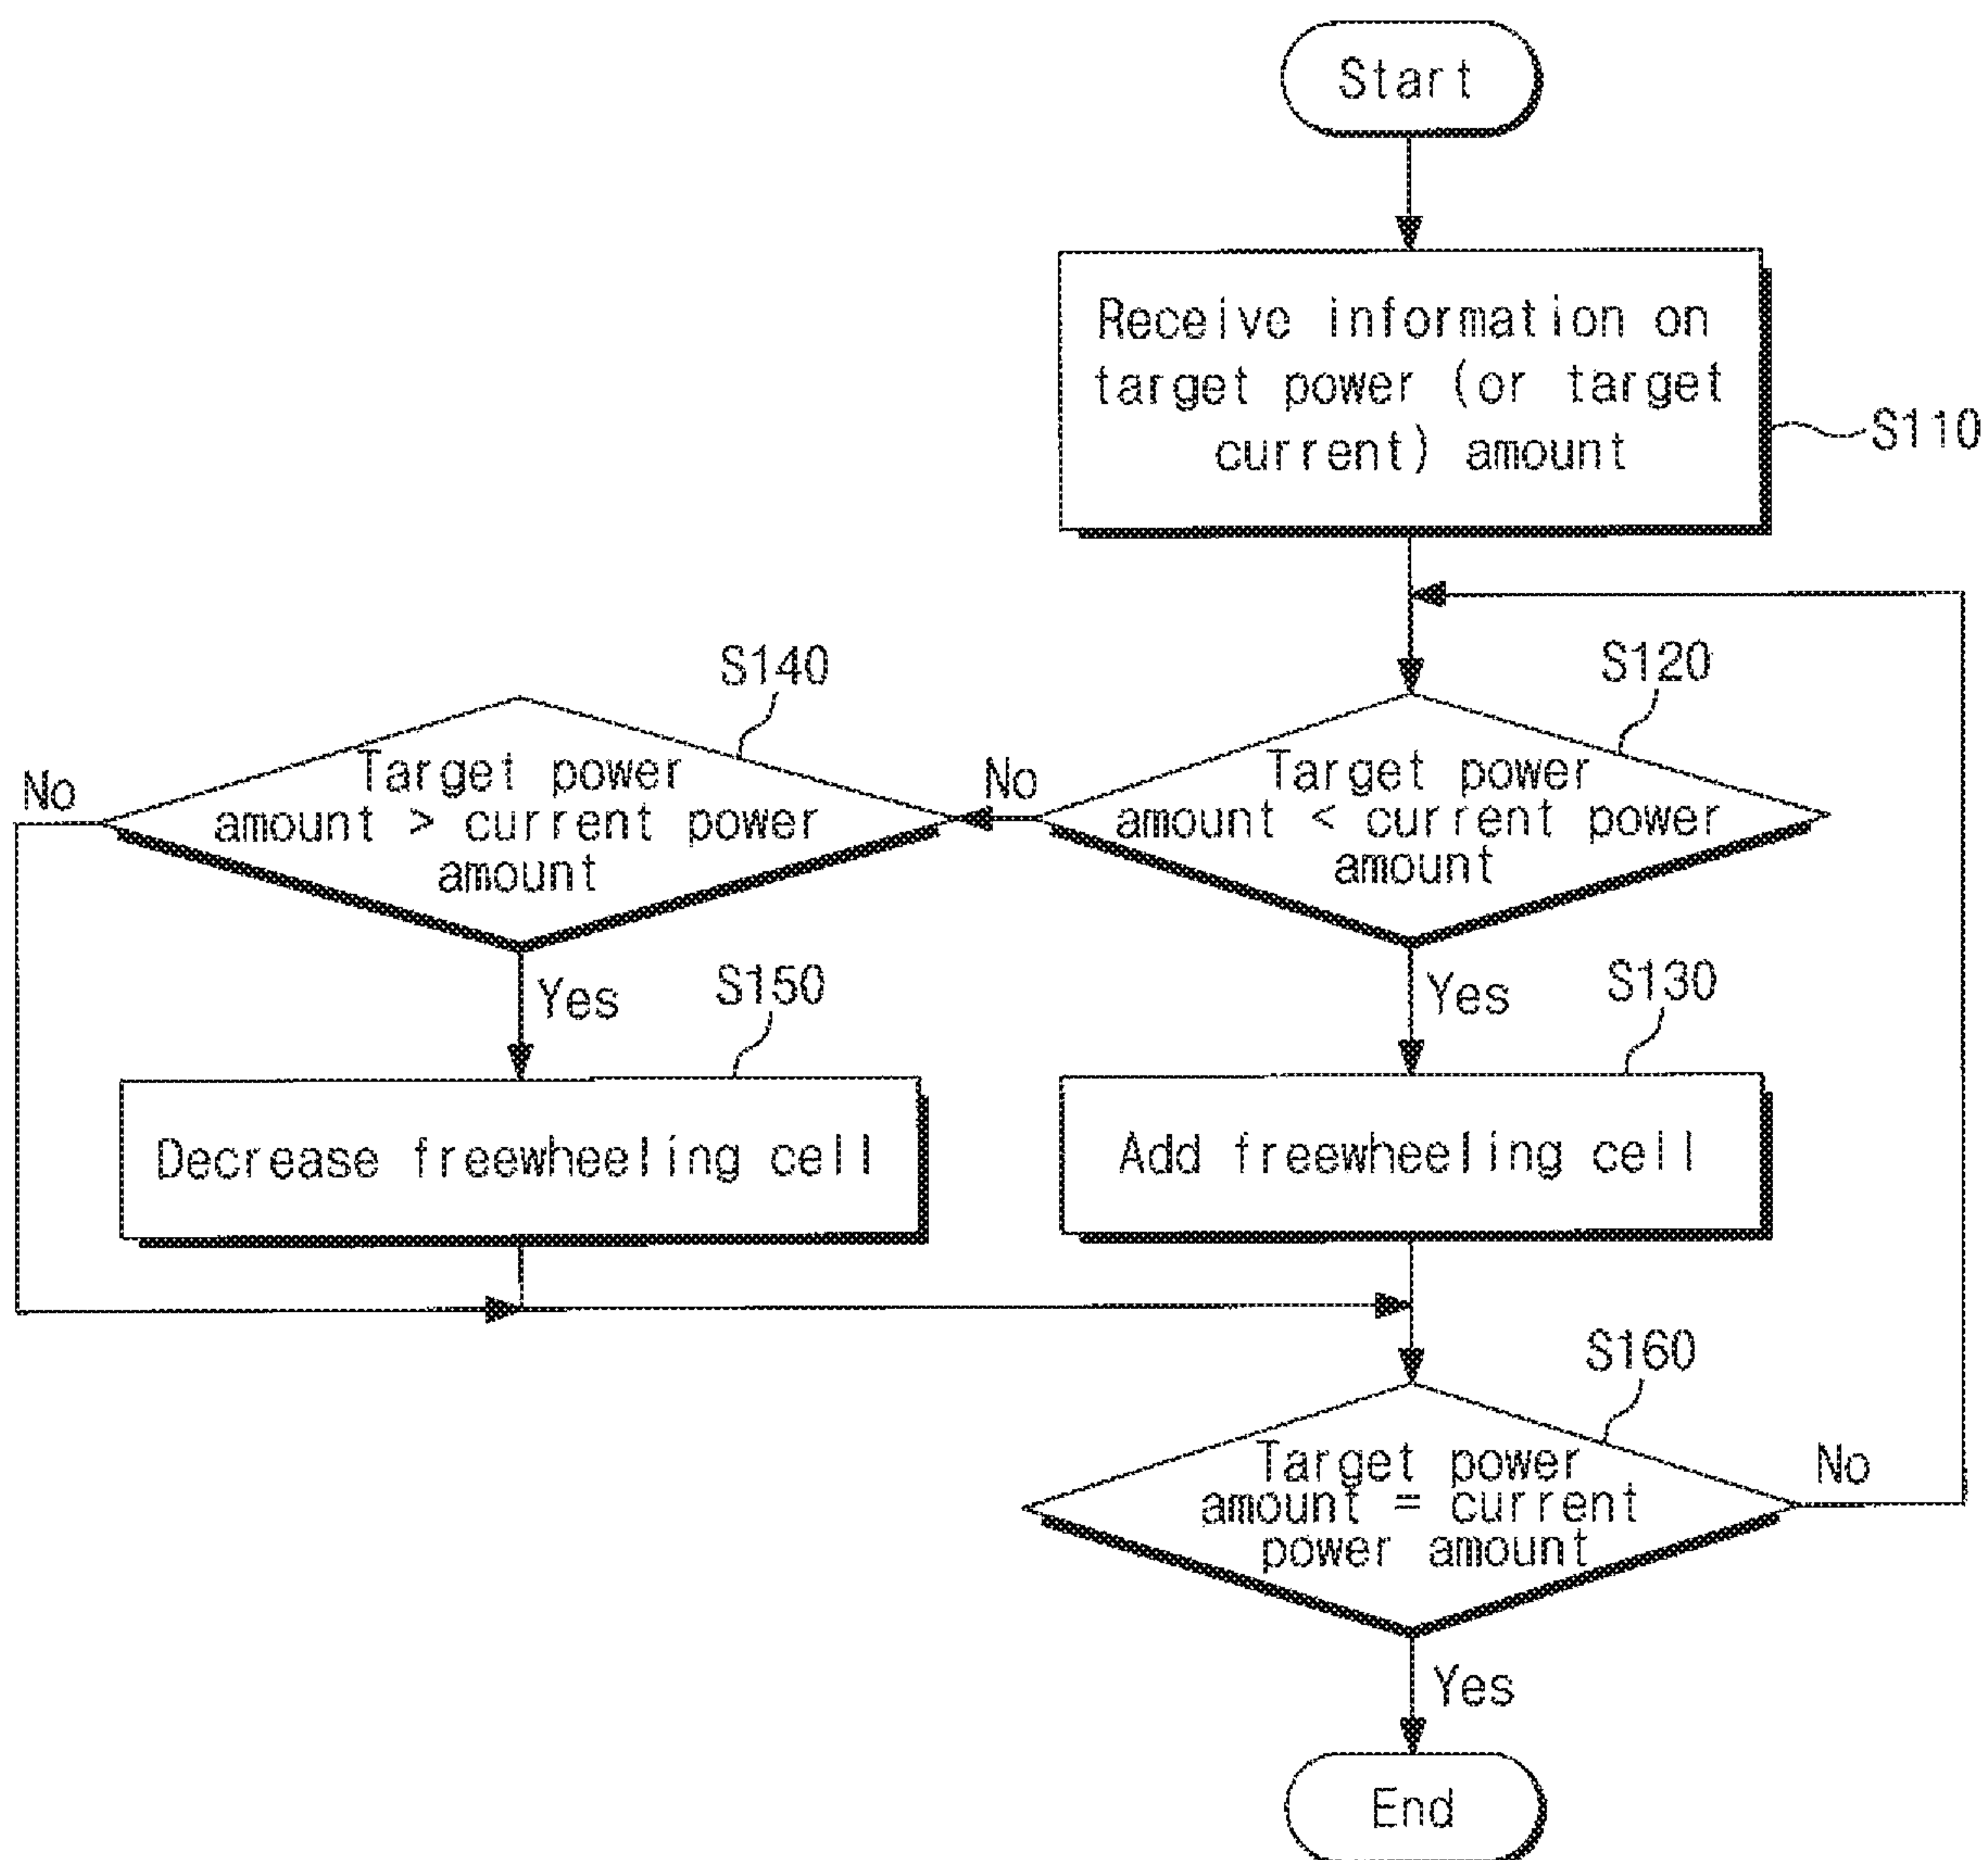 Start
Receive information on
target power (or target
current) amount
S110
S140
S120
No
Target power
amount > current power
amount
No
Target power
amount < current power
amount
Yes
S150
Yes
S130
Decrease freewheeling cell
Add freewheeling cell
S160
Target power
amount = current
power amount
No
Yes
End